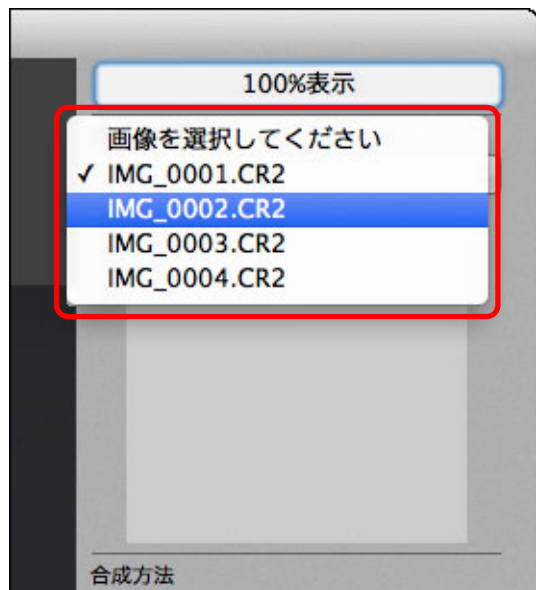 100%表示
画像を選択してください
✓ IMG_0001.CR2
IMG_0002.CR2
IMG_0003.CR2
IMG_0004.CR2
合成方法